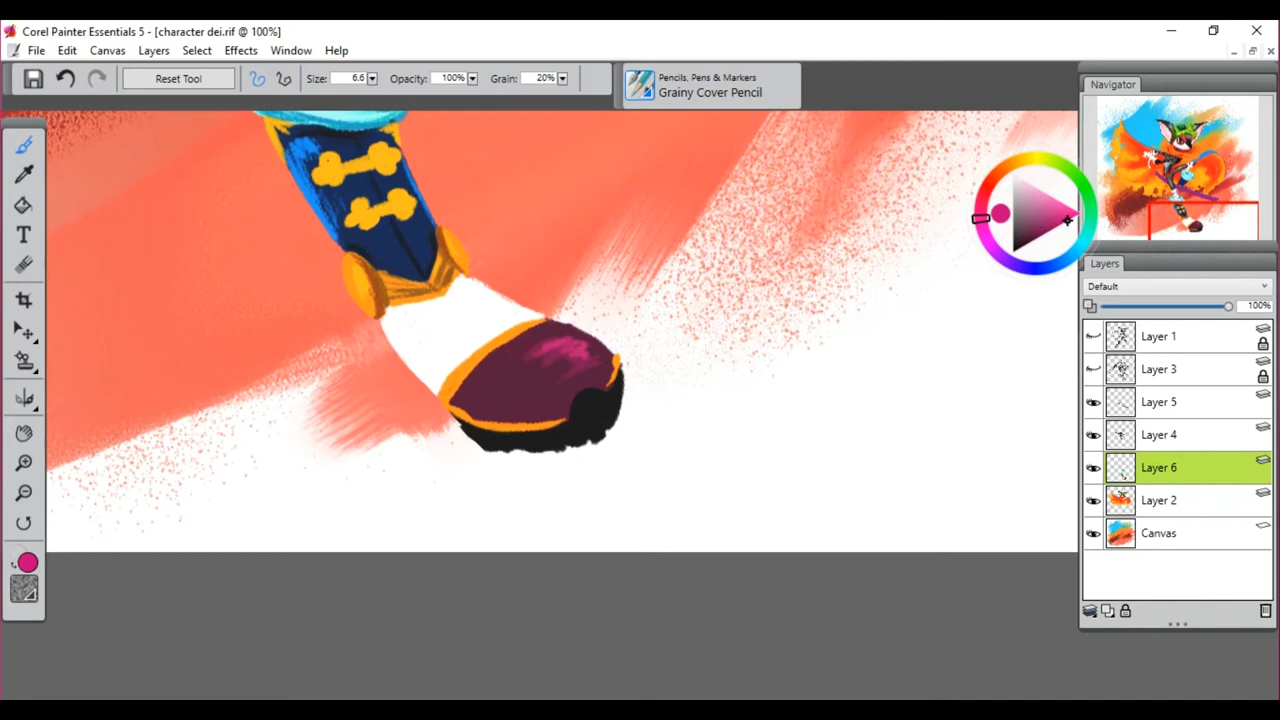 Corel Painter Essentials 5 - [character dei.rif @ 100%]
File Edit Canvas Layers Select Effects Window Help
Reset Tool Size: 6.6 Opacity: 100% Grain: 20%
Pencils, Pens & Markers
Grainy Cover Pencil
Navigator
Layers
Default
100%
Layer 1
Layer 3
Layer 5
Layer 4
Layer 6
Layer 2
Canvas